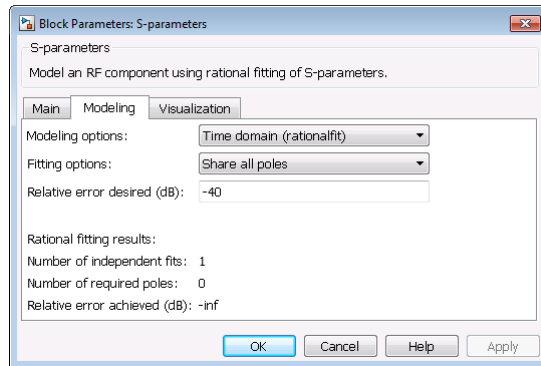 Block Parameters: S-parameters
S-parameters
Model an RF component using rational fitting of S-parameters.
Main Modeling Visualization
Modeling options: Time domain (rationalfit)
Fitting options: Share all poles
Relative error desired (dB): -40
Rational fitting results:
Number of independent fits: 1
Number of required poles: 0
Relative error achieved (dB): -inf
OK Cancel Help Apply